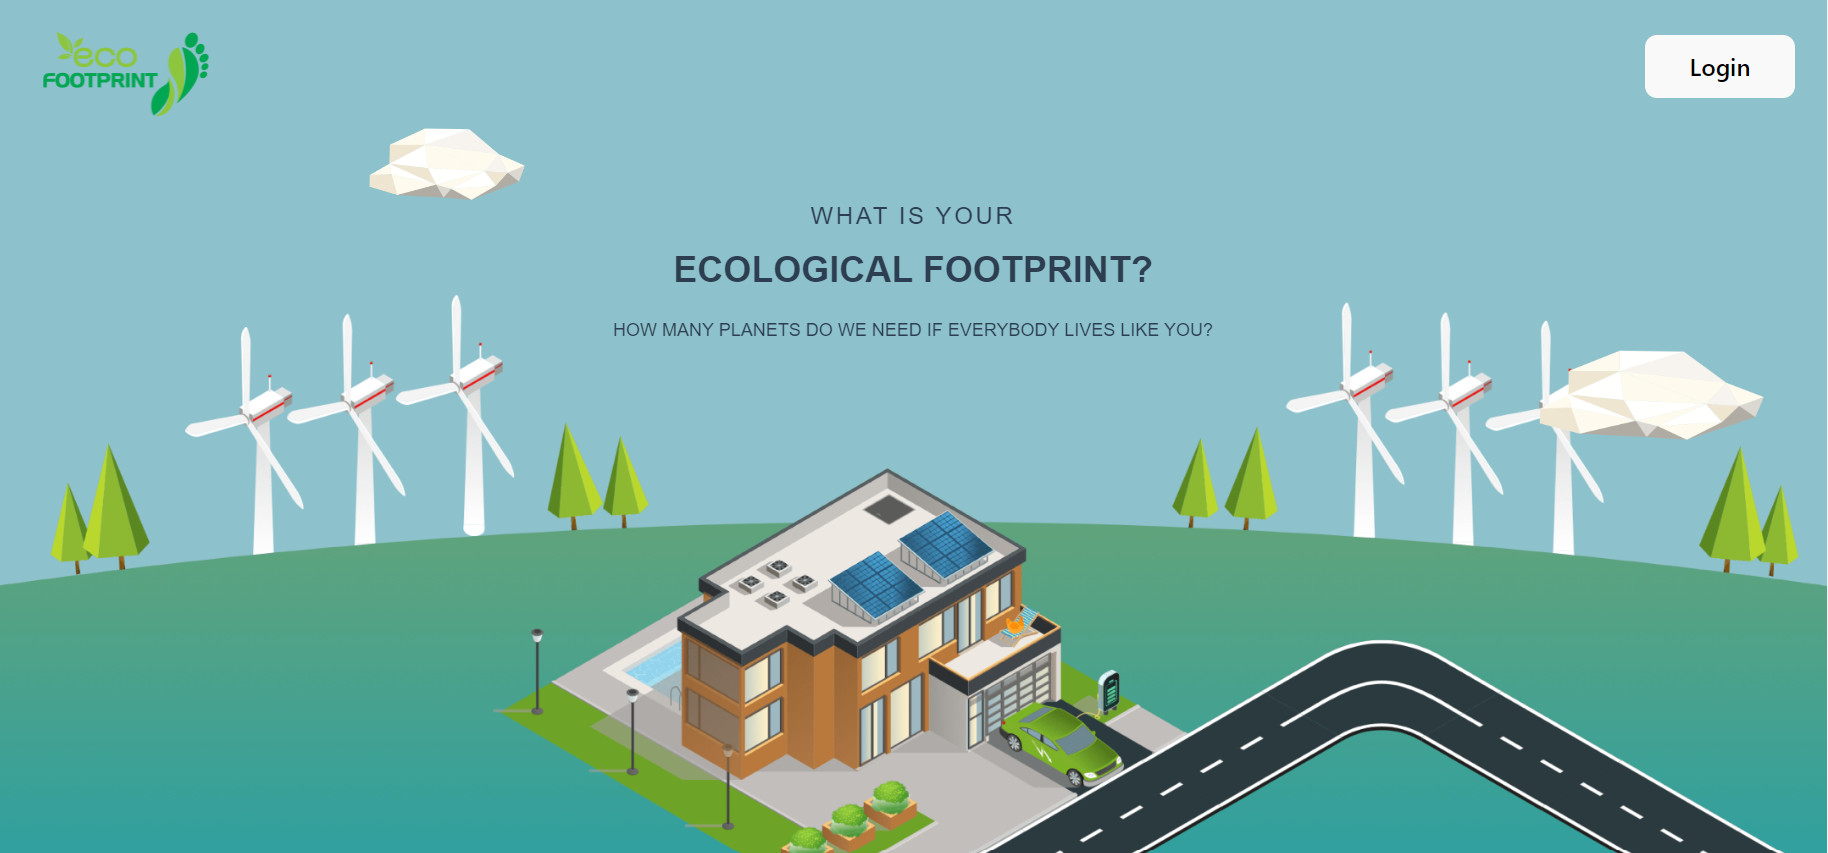 eco
FOOTPRINT
Login
WHAT IS YOUR
ECOLOGICAL FOOTPRINT?
HOW MANY PLANETS DO WE NEED IF EVERYBODY LIVES LIKE YOU?